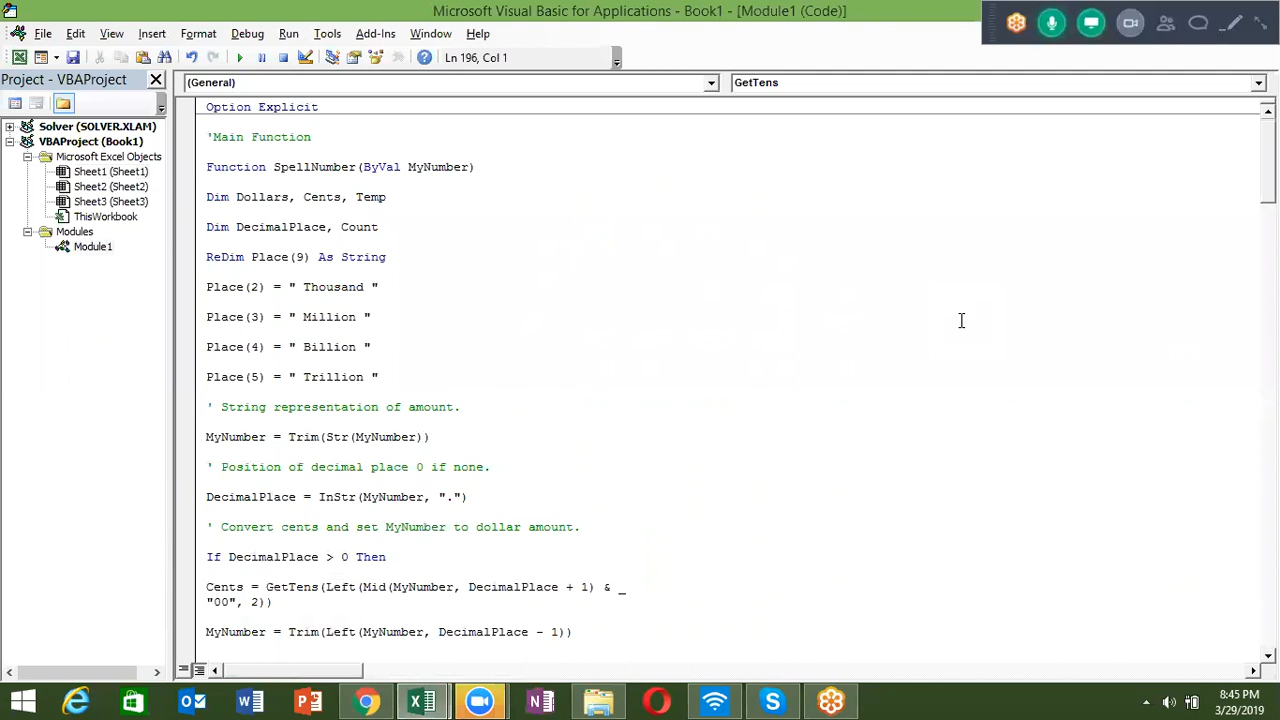 Microsoft Visual Basic for Applications - Book1 - [Module1 (Code)]
File Edit View Insert Format Debug Run Tools Add-Ins Window Help
Ln 196, Col 1
Project - VBAProject
(General)
GetTens
Solver (SOLVER.XLAM)
VBAProject (Book1)
Microsoft Excel Objects
Sheet1 (Sheet1)
Sheet2 (Sheet2)
Sheet3 (Sheet3)
ThisWorkbook
Modules
Module1
Option Explicit
'Main Function
Function SpellNumber(ByVal MyNumber)
Dim Dollars, Cents, Temp
Dim DecimalPlace, Count
ReDim Place(9) As String
Place(2) = " Thousand "
Place(3) = " Million "
Place(4) = " Billion "
Place(5) = " Trillion "
' String representation of amount.
MyNumber = Trim(Str(MyNumber))
' Position of decimal place 0 if none.
DecimalPlace = InStr(MyNumber, ".")
' Convert cents and set MyNumber to dollar amount.
If DecimalPlace > 0 Then
Cents = GetTens(Left(Mid(MyNumber, DecimalPlace + 1) & _
"00", 2))
MyNumber = Trim(Left(MyNumber, DecimalPlace - 1))
8:45 PM
3/29/2019